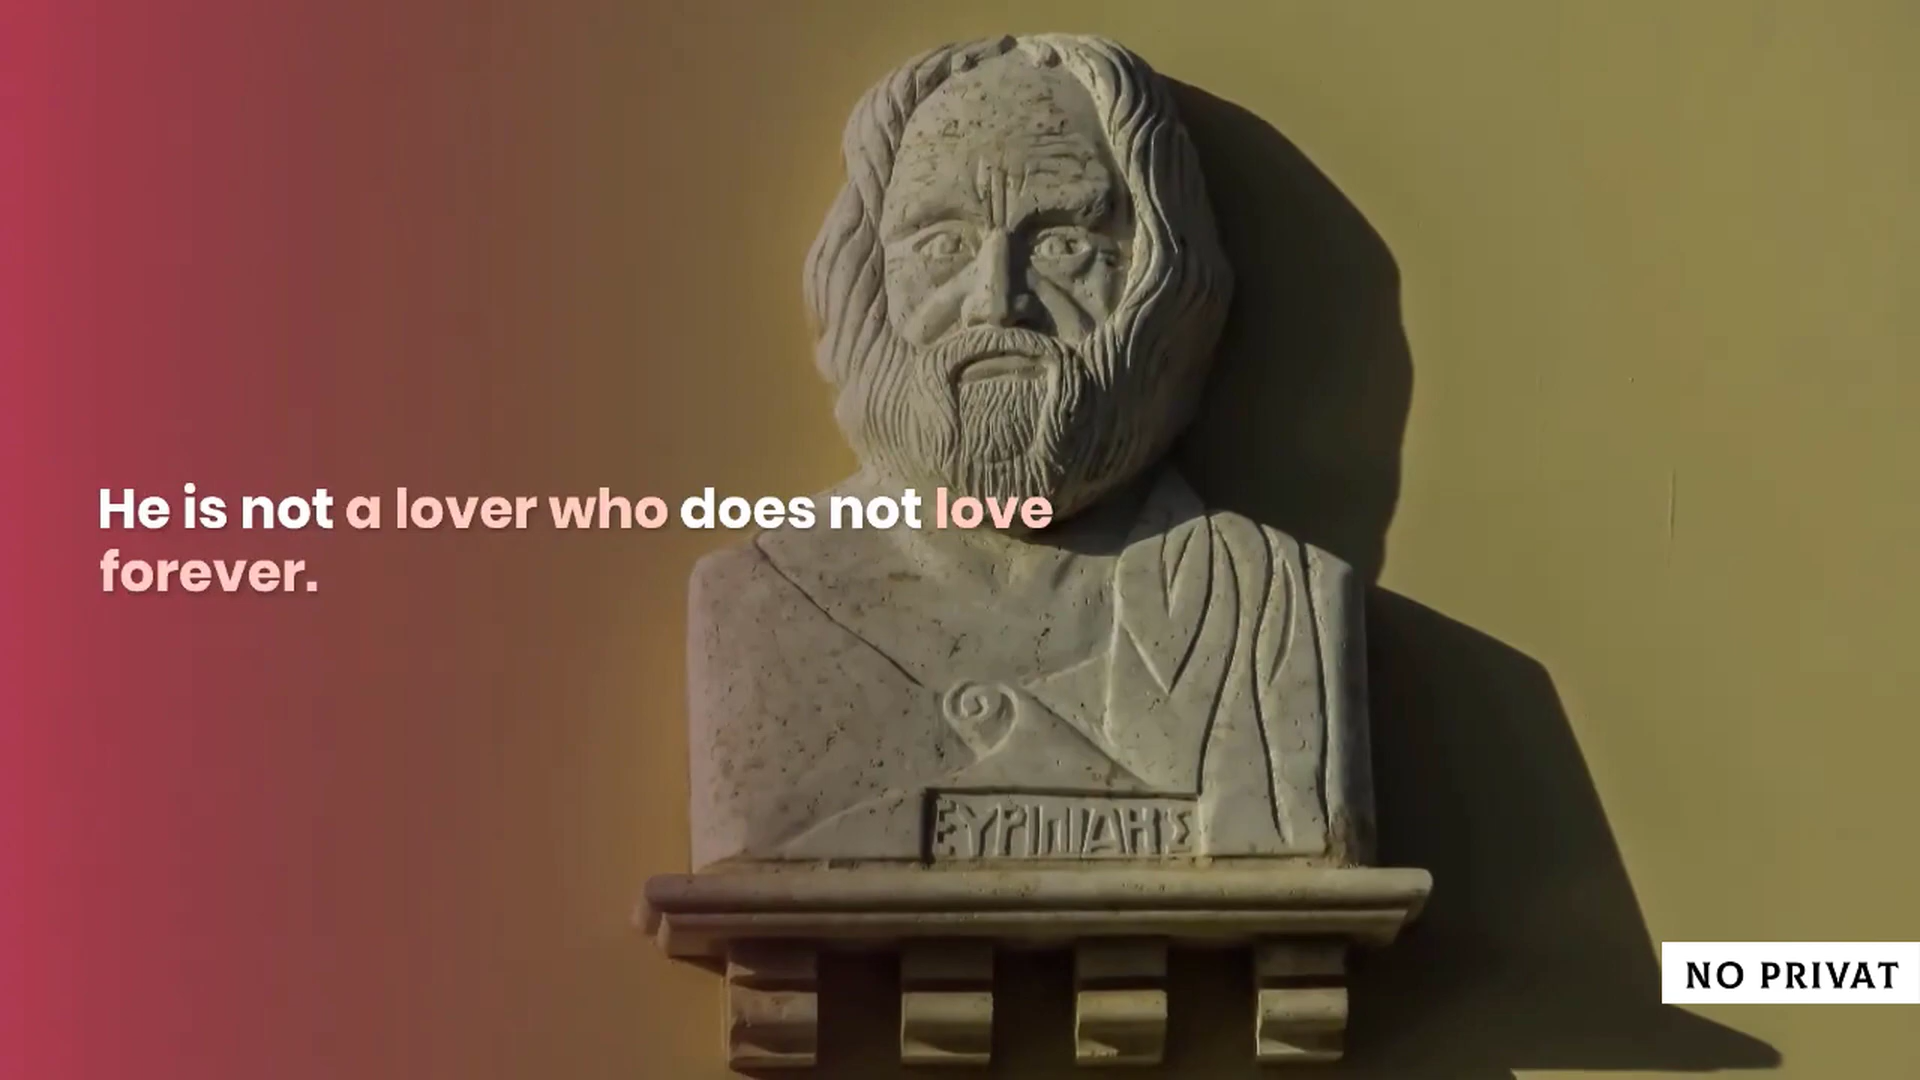 He is not a lover who does not love
forever.
ΕΥΡΙΠΙΔΗΣ
NO PRIVAT